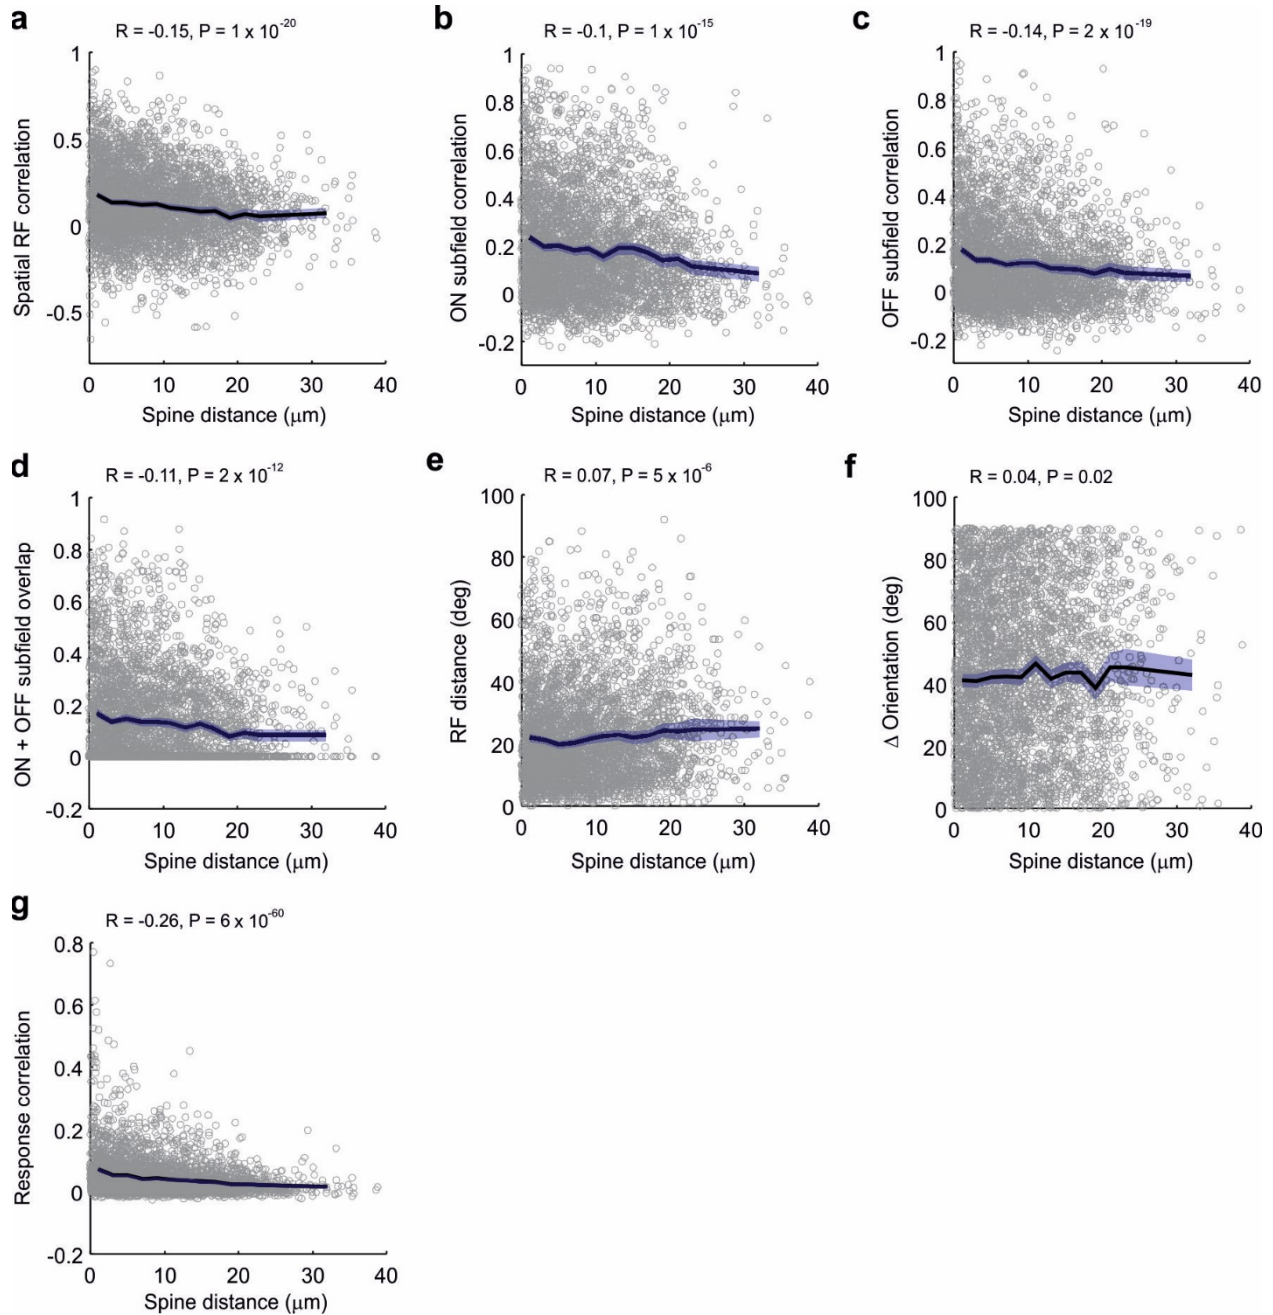 a
R = -0.15, P = 1 x 10⁻²⁰
1
0.5
0
-0.5
Spatial RF correlation
0 10 20 30 40
Spine distance (μm)
b
R = -0.1, P = 1 x 10⁻¹⁵
1
0.8
0.6
0.4
0.2
0
-0.2
ON subfield correlation
0 10 20 30 40
Spine distance (μm)
c
R = -0.14, P = 2 x 10⁻¹⁹
1
0.8
0.6
0.4
0.2
0
-0.2
OFF subfield correlation
0 10 20 30 40
Spine distance (μm)
d
R = -0.11, P = 2 x 10⁻¹²
1
0.8
0.6
0.4
0.2
0
-0.2
ON + OFF subfield overlap
0 10 20 30 40
Spine distance (μm)
e
R = 0.07, P = 5 x 10⁻⁶
100
80
60
40
20
0
RF distance (deg)
0 10 20 30 40
Spine distance (μm)
f
R = 0.04, P = 0.02
100
80
60
40
20
0
Δ Orientation (deg)
0 10 20 30 40
Spine distance (μm)
g
R = -0.26, P = 6 x 10⁻⁶⁰
0.8
0.6
0.4
0.2
0
-0.2
Response correlation
0 10 20 30 40
Spine distance (μm)